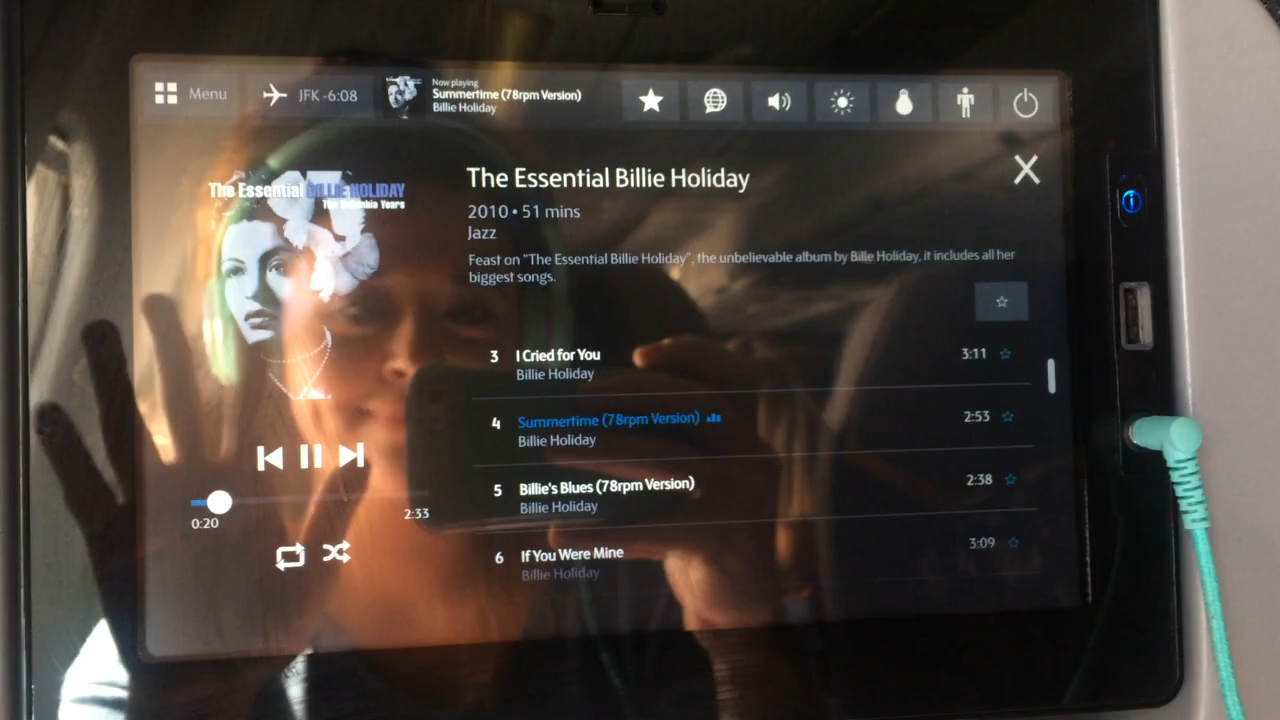 Menu
JFK -6:08
Now playing
Summertime (78rpm Version)
Billie Holiday
The Essential BILLIE HOLIDAY
The Columbia Years
The Essential Billie Holiday
2010 • 51 mins
Jazz
Feast on "The Essential Billie Holiday", the unbelievable album by Bille Holiday, it includes all her
biggest songs.
3 I Cried for You 3:11
Billie Holiday
4 Summertime (78rpm Version) 2:53
Billie Holiday
5 Billie's Blues (78rpm Version) 2:38
Billie Holiday
6 If You Were Mine 3:09
Billie Holiday
0:20
2:33